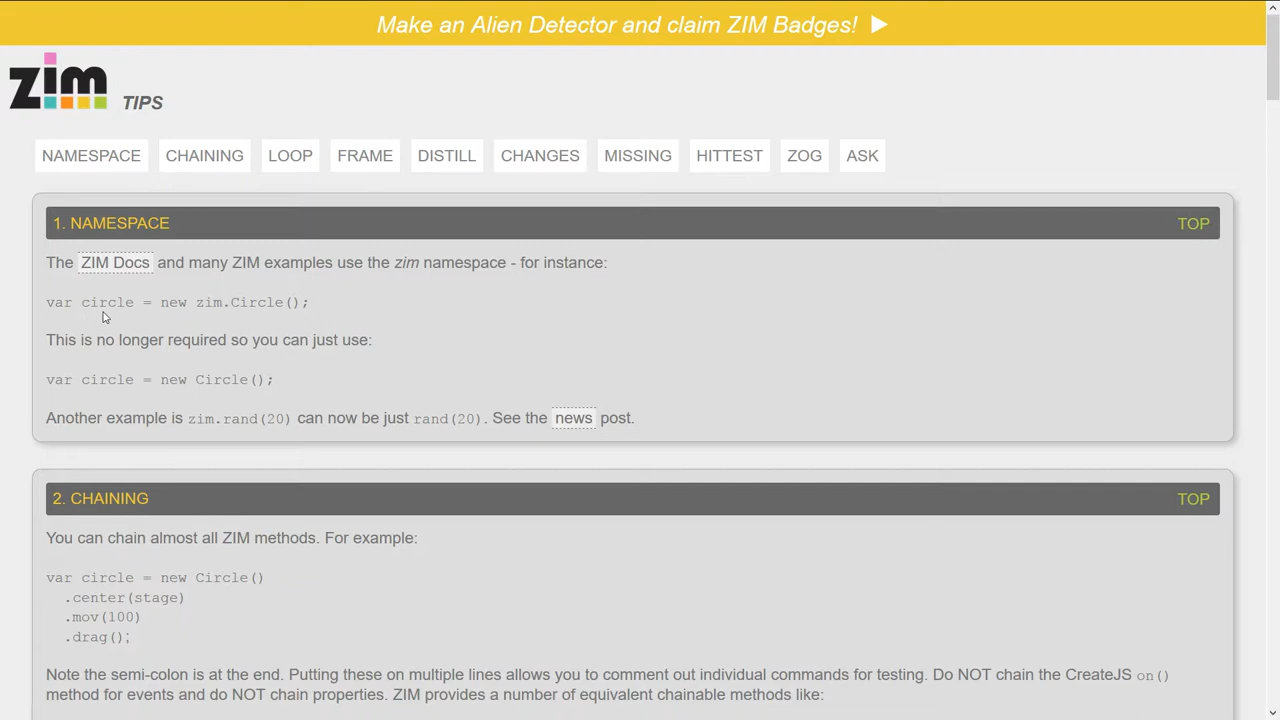 Make an Alien Detector and claim ZIM Badges! ▶
zim TIPS
NAMESPACE CHAINING LOOP FRAME DISTILL CHANGES MISSING HITTEST ZOG ASK
1. NAMESPACE TOP
The ZIM Docs and many ZIM examples use the zim namespace - for instance:
var circle = new zim.Circle();
This is no longer required so you can just use:
var circle = new Circle();
Another example is zim.rand(20) can now be just rand(20). See the news post.
2. CHAINING TOP
You can chain almost all ZIM methods. For example:
var circle = new Circle()
.center(stage)
.mov(100)
.drag();
Note the semi-colon is at the end. Putting these on multiple lines allows you to comment out individual commands for testing. Do NOT chain the CreateJS on()
method for events and do NOT chain properties. ZIM provides a number of equivalent chainable methods like: